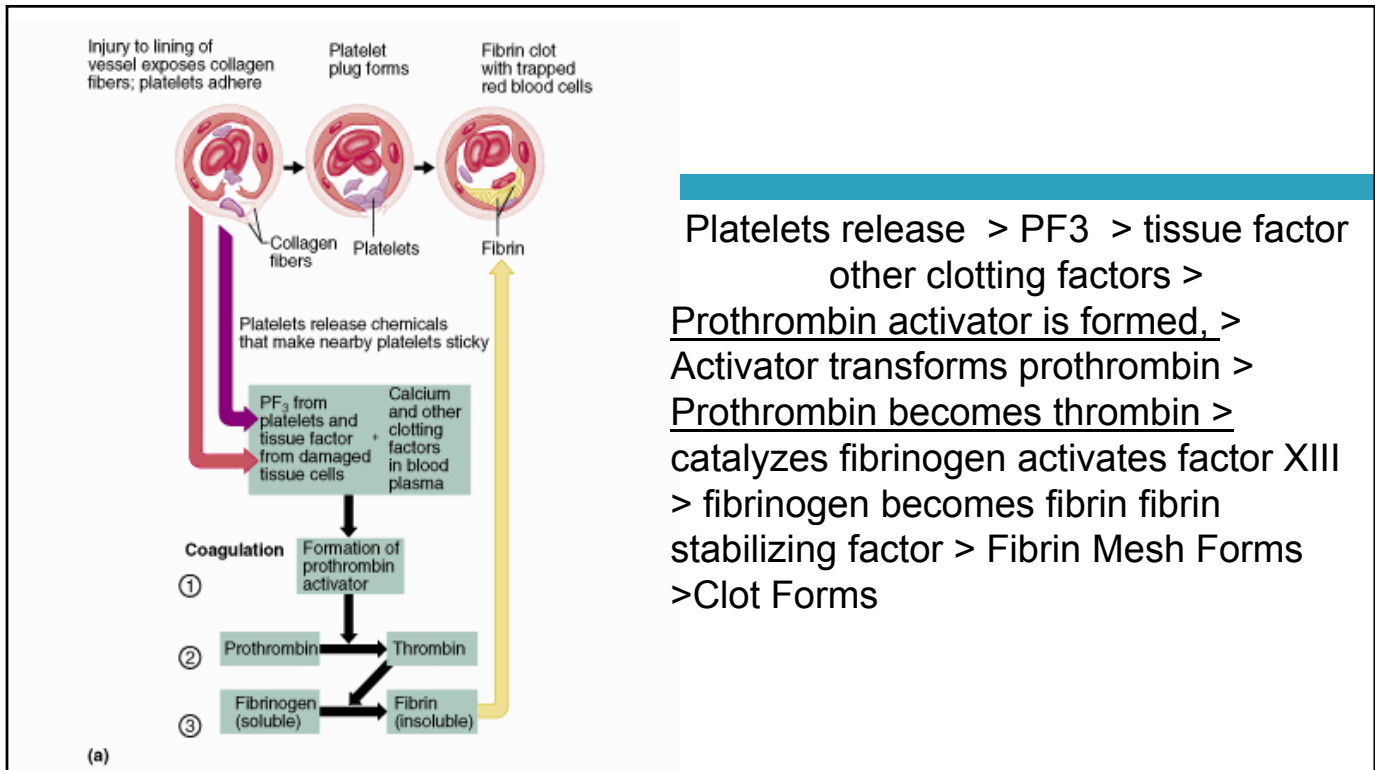 Injury to lining of
vessel exposes collagen
fibers; platelets adhere
Platelet
plug forms
Fibrin clot
with trapped
red blood cells
Collagen
fibers
Platelets
Fibrin
Platelets release chemicals
that make nearby platelets sticky
PF3 from
platelets and
tissue factor
from damaged
tissue cells
+
Calcium
and other
clotting
factors
in blood
plasma
Coagulation
①
Formation of
prothrombin
activator
②
Prothrombin
Thrombin
③
Fibrinogen
(soluble)
Fibrin
(insoluble)
(a)
Platelets release > PF3 > tissue factor
other clotting factors >
Prothrombin activator is formed, >
Activator transforms prothrombin >
Prothrombin becomes thrombin >
catalyzes fibrinogen activates factor XIII
> fibrinogen becomes fibrin fibrin
stabilizing factor > Fibrin Mesh Forms
>Clot Forms